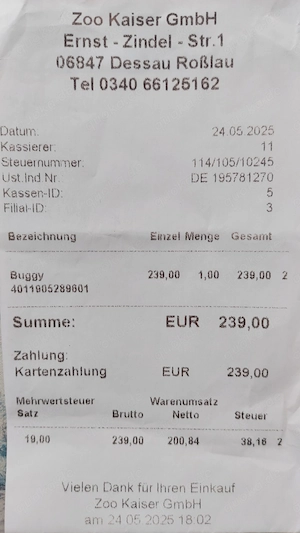 Zoo Kaiser GmbH
Ernst - Zindel - Str.1
06847 Dessau Roßlau
Tel 0340 66125162
Datum: 24.05.2025
Kassierer: 11
Steuernummer: 114/105/10245
Ust.Ind.Nr. DE 195781270
Kassen-ID: 5
Filial-ID: 3
Bezeichnung Einzel Menge Gesamt
Buggy 239,00 1,00 239,00 2
4011905289601
Summe: EUR 239,00
Zahlung:
Kartenzahlung EUR 239,00
Mehrwertsteuer Warenumsatz
Satz Brutto Netto Steuer
19,00 239,00 200,84 38,16 2
Vielen Dank für Ihren Einkauf
Zoo Kaiser GmbH
am 24.05.2025 18:02